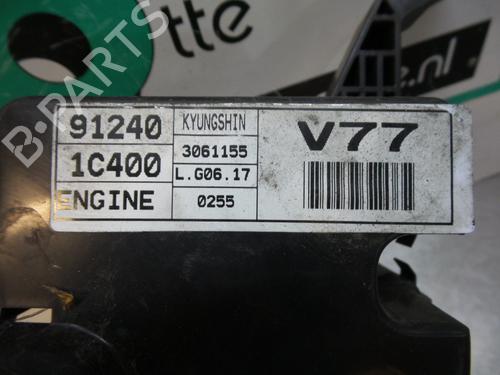 tte
e.nl
B-PARTS
91240
1C400
ENGINE
KYUNGSHIN
3061155
L.G06.17
0255
V77